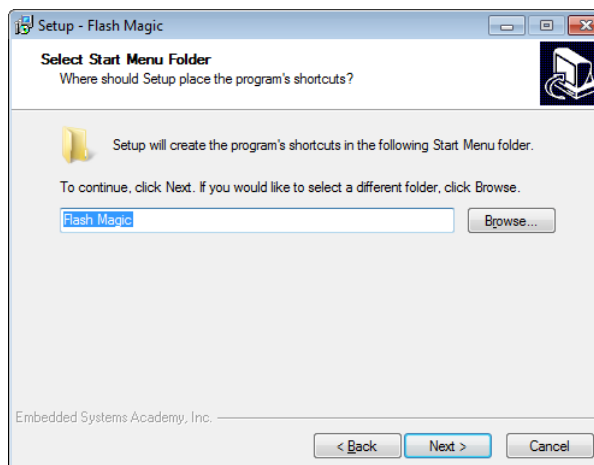 Setup - Flash Magic
Select Start Menu Folder
Where should Setup place the program's shortcuts?
Setup will create the program's shortcuts in the following Start Menu folder.
To continue, click Next. If you would like to select a different folder, click Browse.
Flash Magic
Browse...
Embedded Systems Academy, Inc.
< Back
Next >
Cancel